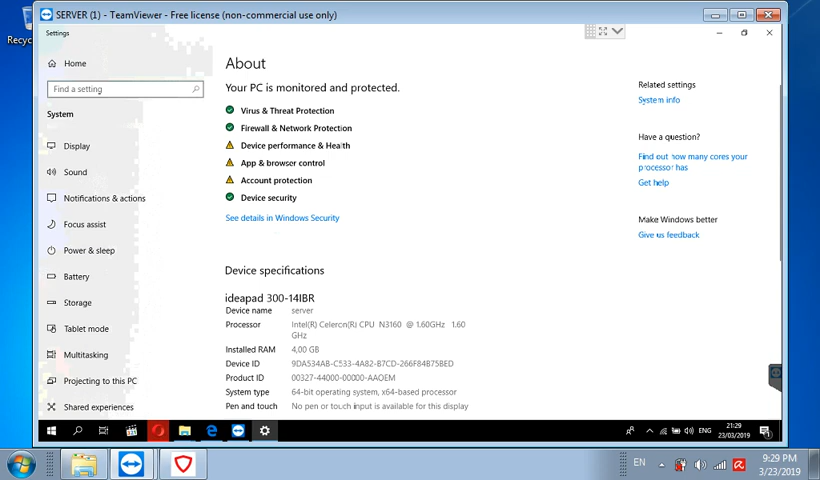 SERVER (1) - TeamViewer - Free license (non-commercial use only)
Settings
Home
Find a setting
System
Display
Sound
Notifications & actions
Focus assist
Power & sleep
Battery
Storage
Tablet mode
Multitasking
Projecting to this PC
Shared experiences
About
Your PC is monitored and protected.
Virus & Threat Protection
Firewall & Network Protection
Device performance & Health
App & browser control
Account protection
Device security
See details in Windows Security
Device specifications
ideapad 300-14IBR
Device name server
Processor Intel(R) Celeron(R) CPU N3160 @ 1.60GHz 1.60
GHz
Installed RAM 4,00 GB
Device ID 9DA534AB-C533-4A82-B7CD-266F84B75BED
Product ID 00327-44000-00000-AAOEM
System type 64-bit operating system, x64-based processor
Pen and touch No pen or touch input is available for this display
Related settings
System info
Have a question?
Find out how many cores your
processor has
Get help
Make Windows better
Give us feedback
ENG
21:29
23/03/2019
EN
9:29 PM
3/23/2019